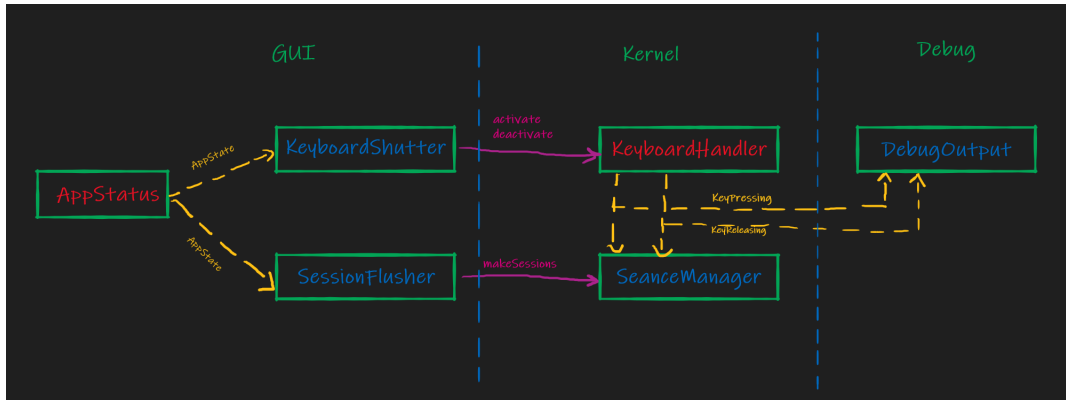 GUI
Kernel
Debug
activate
deactivate
AppState
KeyboardShutter
KeyboardHandler
DebugOutput
AppStatus
KeyPressing
KeyReleasing
AppState
makeSessions
SessionFlusher
SeanceManager